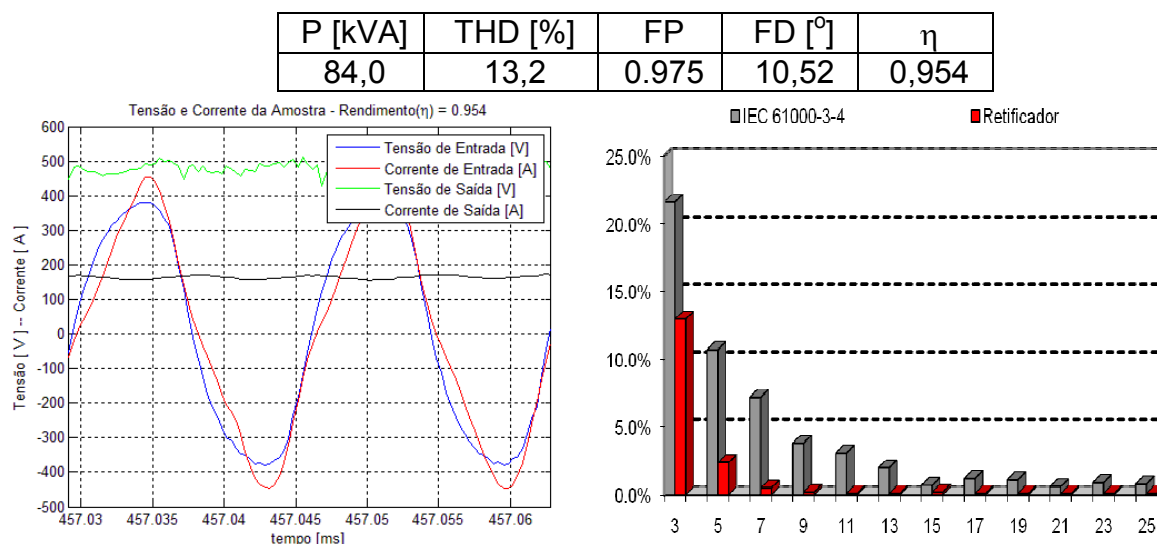 P [kVA] THD [%] FP FD [º] η
84,0 13,2 0.975 10,52 0,954
Tensão e Corrente da Amostra - Rendimento(η) = 0.954
Tensão de Entrada [V]
Corrente de Entrada [A]
Tensão de Saída [V]
Corrente de Saída [A]
Tensão [ V ] -- Corrente [ A ]
600
500
400
300
200
100
0
-100
-200
-300
-400
-500
457.03 457.035 457.04 457.045 457.05 457.055 457.06
tempo [ms]
IEC 61000-3-4 Retificador
25.0%
20.0%
15.0%
10.0%
5.0%
0.0%
3 5 7 9 11 13 15 17 19 21 23 25